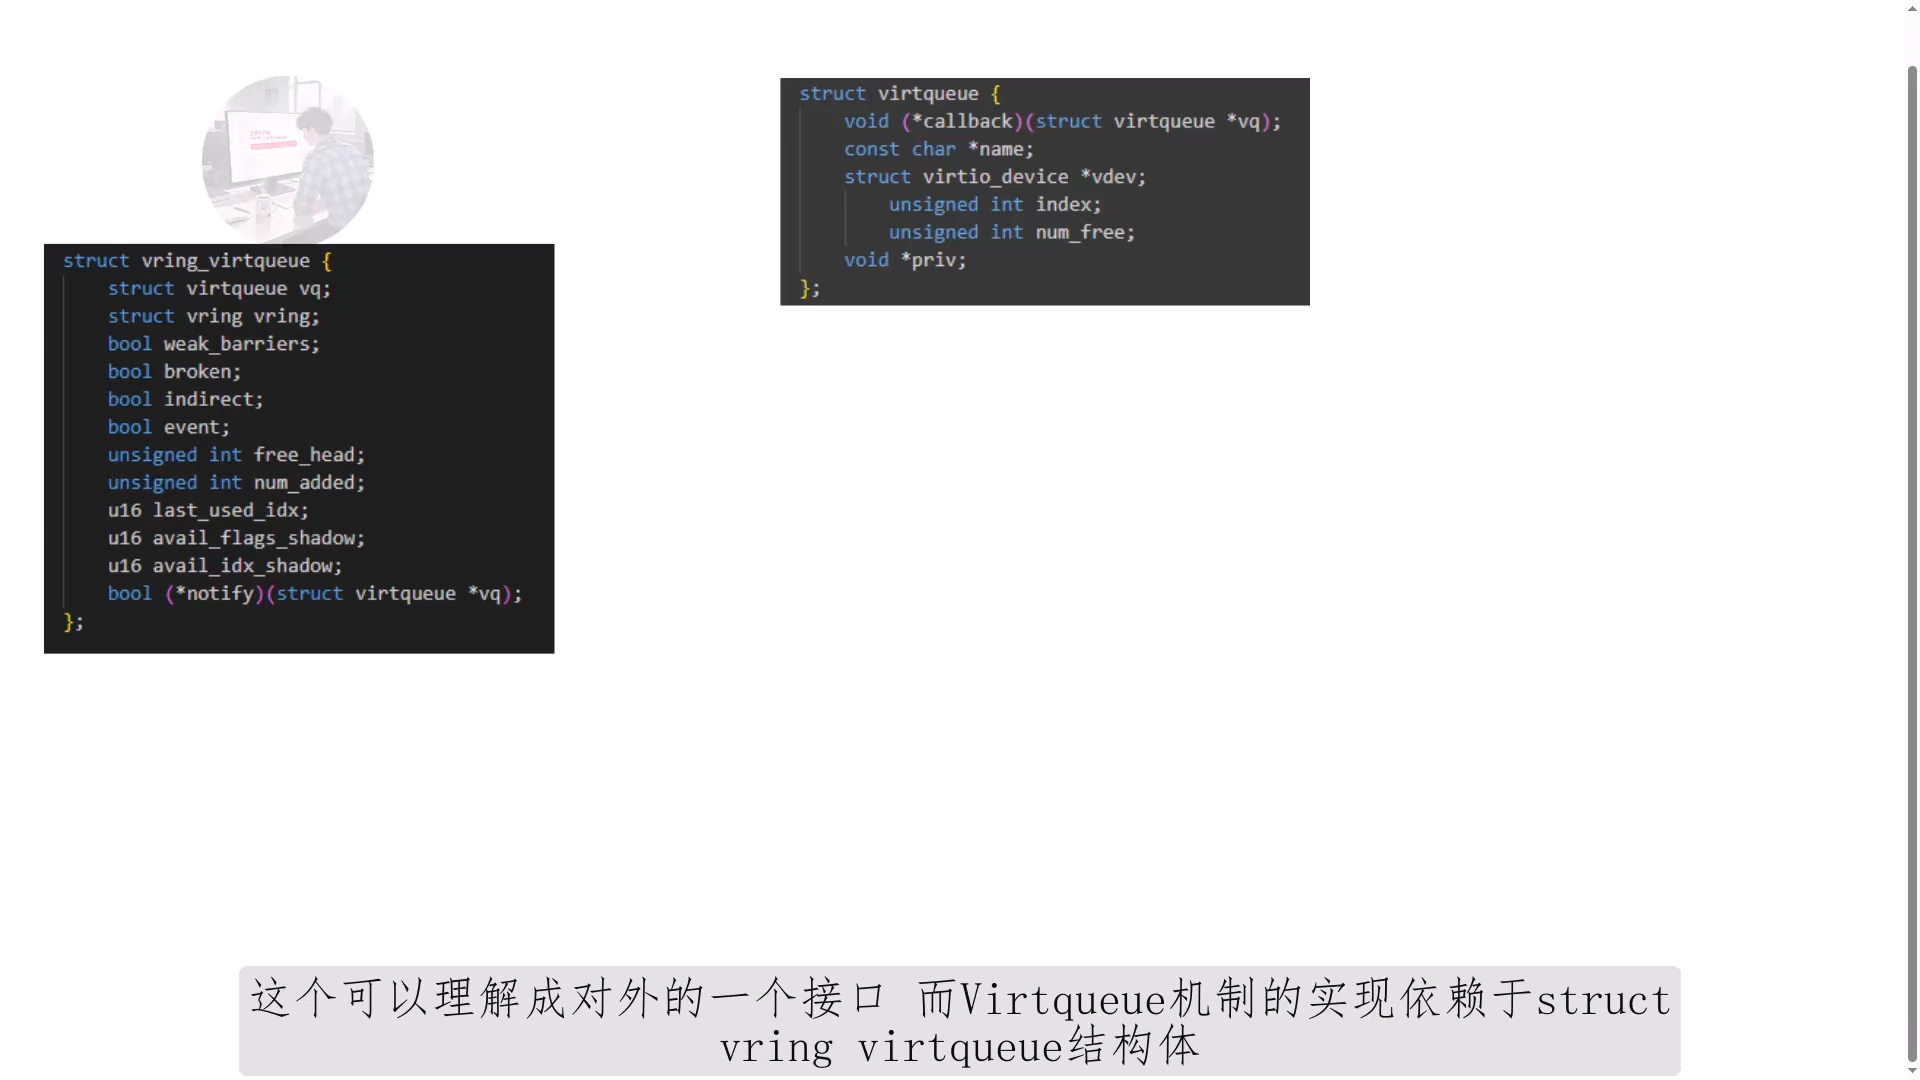 struct virtqueue {
void (*callback)(struct virtqueue *vq);
const char *name;
struct virtio_device *vdev;
unsigned int index;
unsigned int num_free;
void *priv;
};
struct vring_virtqueue {
struct virtqueue vq;
struct vring vring;
bool weak_barriers;
bool broken;
bool indirect;
bool event;
unsigned int free_head;
unsigned int num_added;
u16 last_used_idx;
u16 avail_flags_shadow;
u16 avail_idx_shadow;
bool (*notify)(struct virtqueue *vq);
};
这个可以理解成对外的一个接口 而Virtqueue机制的实现依赖于struct
vring virtqueue结构体